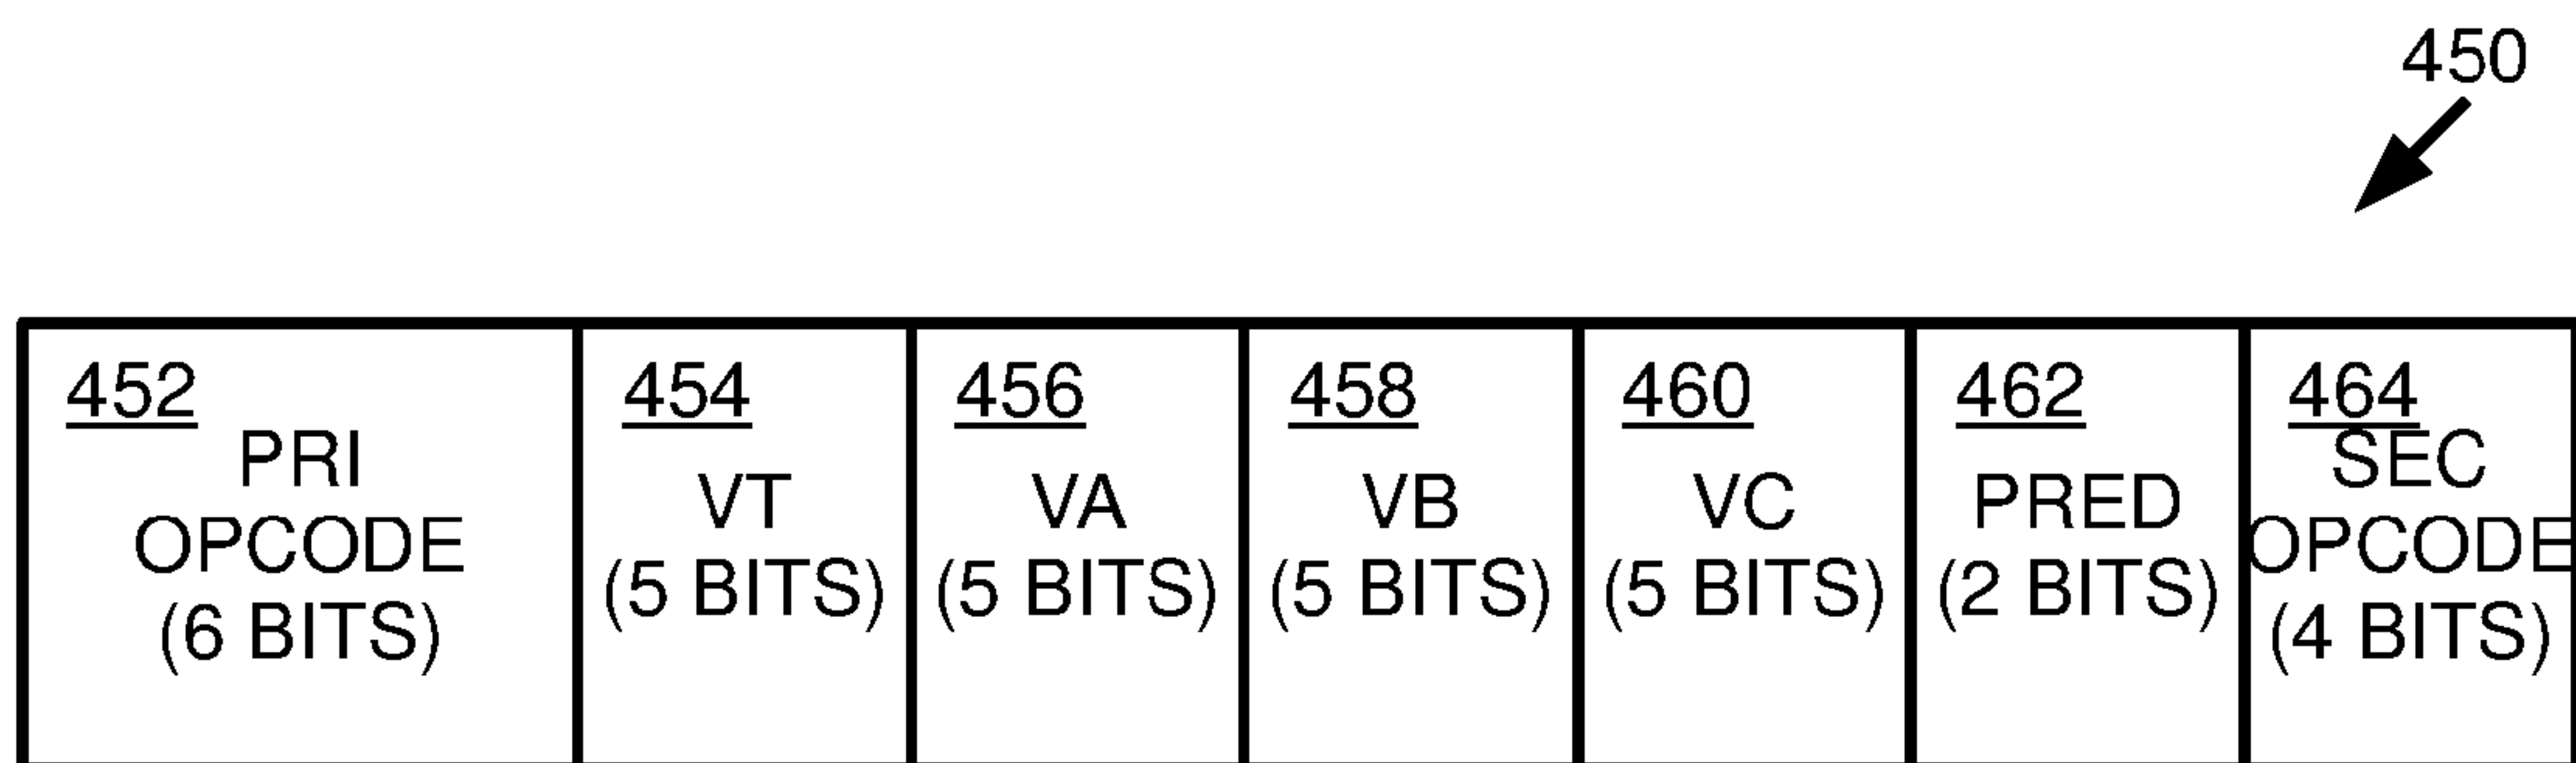 450
452
PRI
OPCODE
(6 BITS)
454
VT
(5 BITS)
456
VA
(5 BITS)
458
VB
(5 BITS)
460
VC
(5 BITS)
462
PRED
(2 BITS)
464
SEC
OPCODE
(4 BITS)